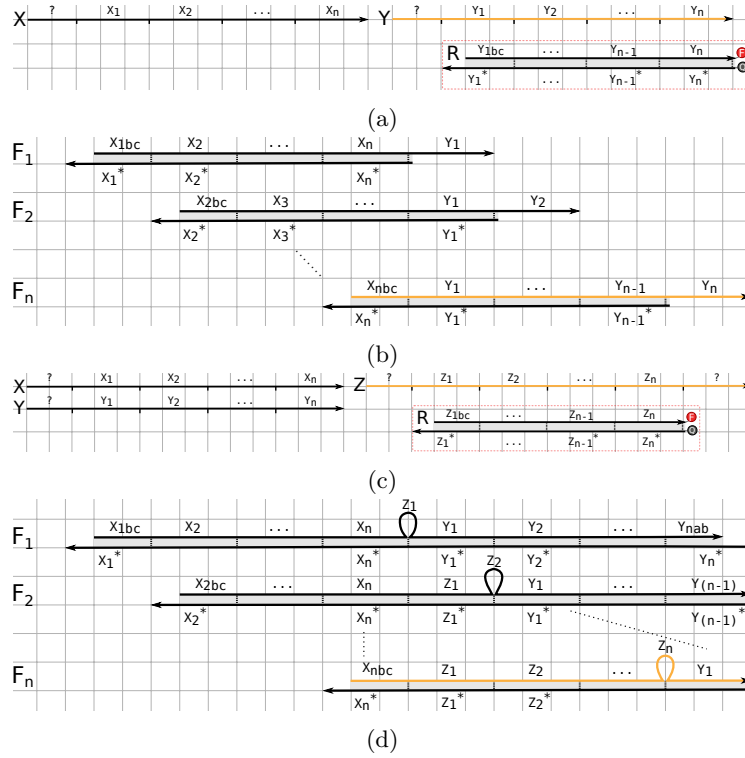 X ? X1 X2 ... Xn Y ? Y1 Y2 ... Yn
R Y1bc ... Yn-1 Yn F
Y1* ... Yn-1* Yn* Q
(a)
F1 X1bc X2 ... Xn Y1
X1* X2* Xn*
F2 X2bc X3 ... Y1 Y2
X2* X3* Y1*
Fn Xnbc Y1 ... Yn-1 Yn
Xn* Y1* Yn-1*
(b)
X ? X1 X2 ... Xn Z ? Z1 Z2 ... Zn ?
Y ? Y1 Y2 ... Yn
R Z1bc ... Zn-1 Zn F
Z1* ... Zn-1* Zn* Q
(c)
Z1
F1 X1bc X2 ... Xn Y1 Y2 ... Ynab
X1* Xn* Y1* Y2* Yn*
Z2
F2 X2bc ... Xn Z1 Y1 ... Y(n-1)
X2* Xn* Z1* Y1* Y(n-1)*
Zn
Fn Xnbc Z1 Z2 ... Y1
Xn* Z1* Z2*
(d)